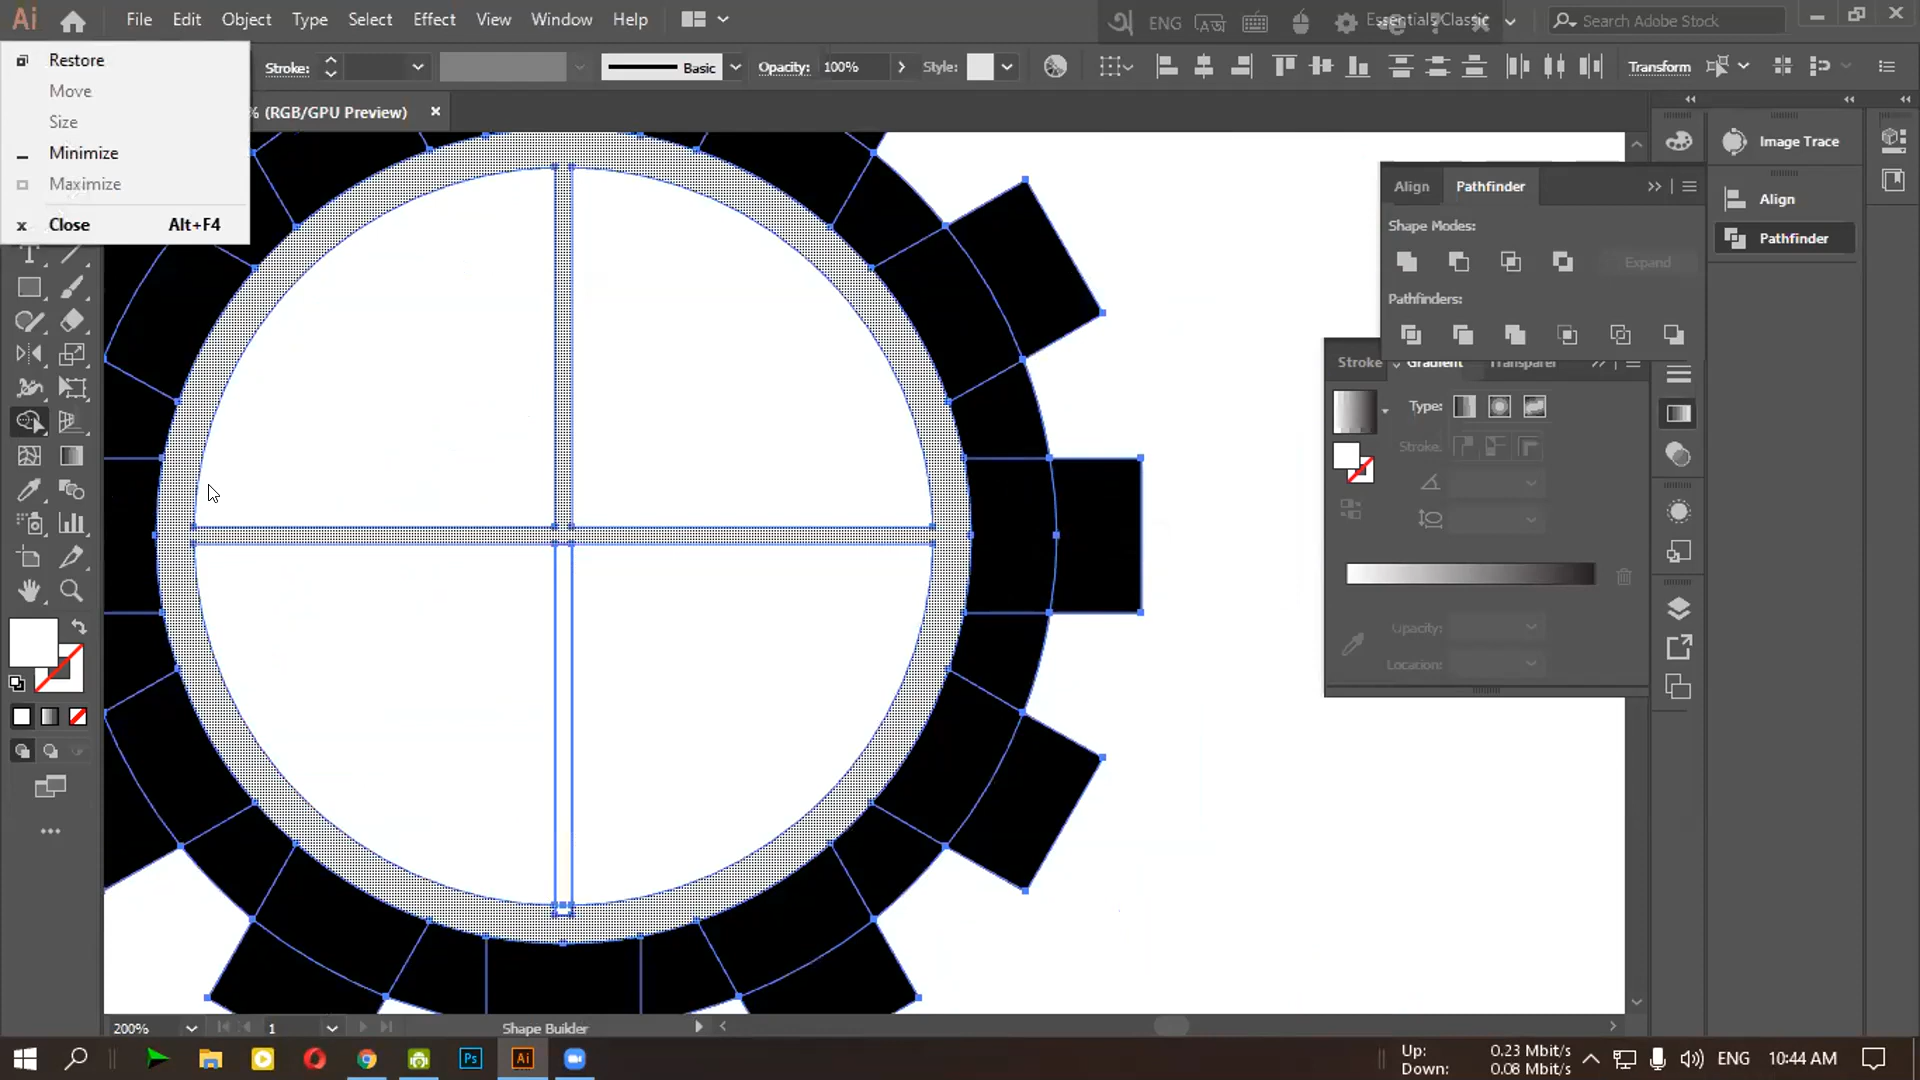 Ai File Edit Object Type Select Effect View Window Help ENG Essentials Classic Search Adobe Stock
Restore
Move
Size
Minimize
Maximize
x Close Alt+F4
Stroke: Basic Opacity: 100% Style: Transform
% (RGB/GPU Preview) ×
Image Trace
Align
Pathfinder
Align Pathfinder
Shape Modes:
Expand
Pathfinders:
Stroke Gradient
Type:
Stroke:
Opacity:
Location:
200% 1 Shape Builder
Ps Ai
Up: 0.23 Mbit/s
Down: 0.08 Mbit/s
ENG 10:44 AM